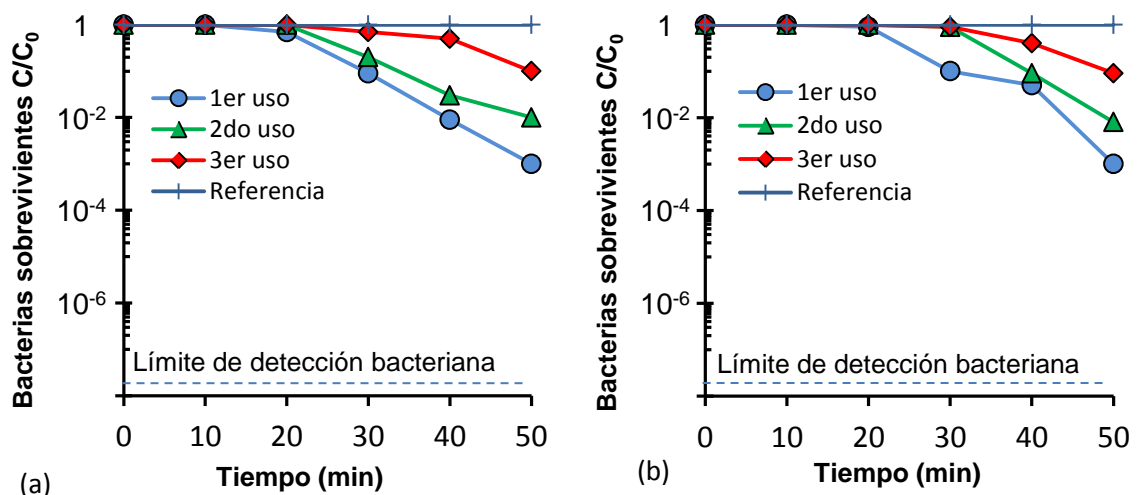 Bacterias sobrevivientes C/C₀
1
10⁻²
10⁻⁴
10⁻⁶
1er uso
2do uso
3er uso
Referencia
Límite de detección bacteriana
0 10 20 30 40 50
Tiempo (min)
(a)
Bacterias sobrevivientes C/C₀
1
10⁻²
10⁻⁴
10⁻⁶
1er uso
2do uso
3er uso
Referencia
Límite de detección bacteriana
0 10 20 30 40 50
Tiempo (min)
(b)